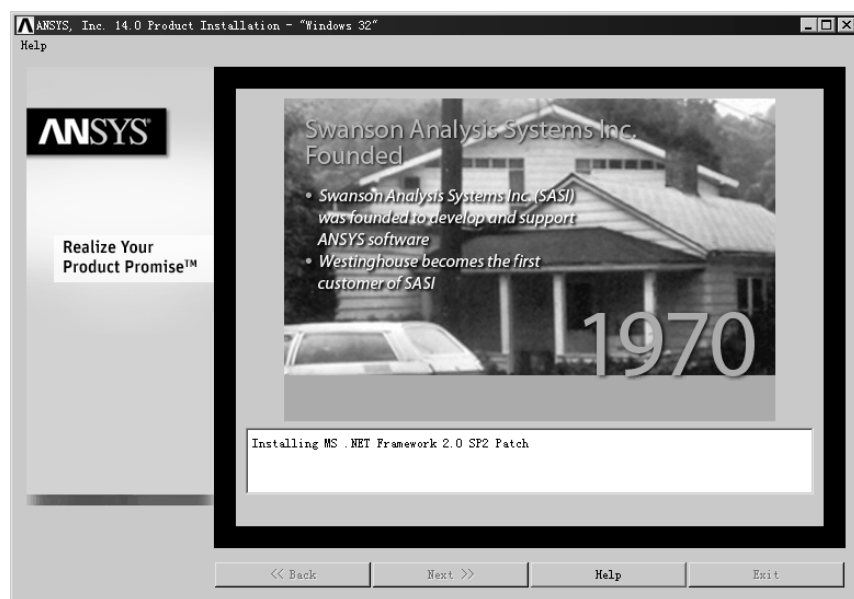 ANSYS, Inc. 14.0 Product Installation - "Windows 32"
Help
ANSYS®
Realize Your
Product Promise™
Swanson Analysis Systems Inc.
Founded
• Swanson Analysis Systems Inc. (SASI)
was founded to develop and support
ANSYS software
• Westinghouse becomes the first
customer of SASI
1970
Installing MS .NET Framework 2.0 SP2 Patch
<< Back
Next >>
Help
Exit